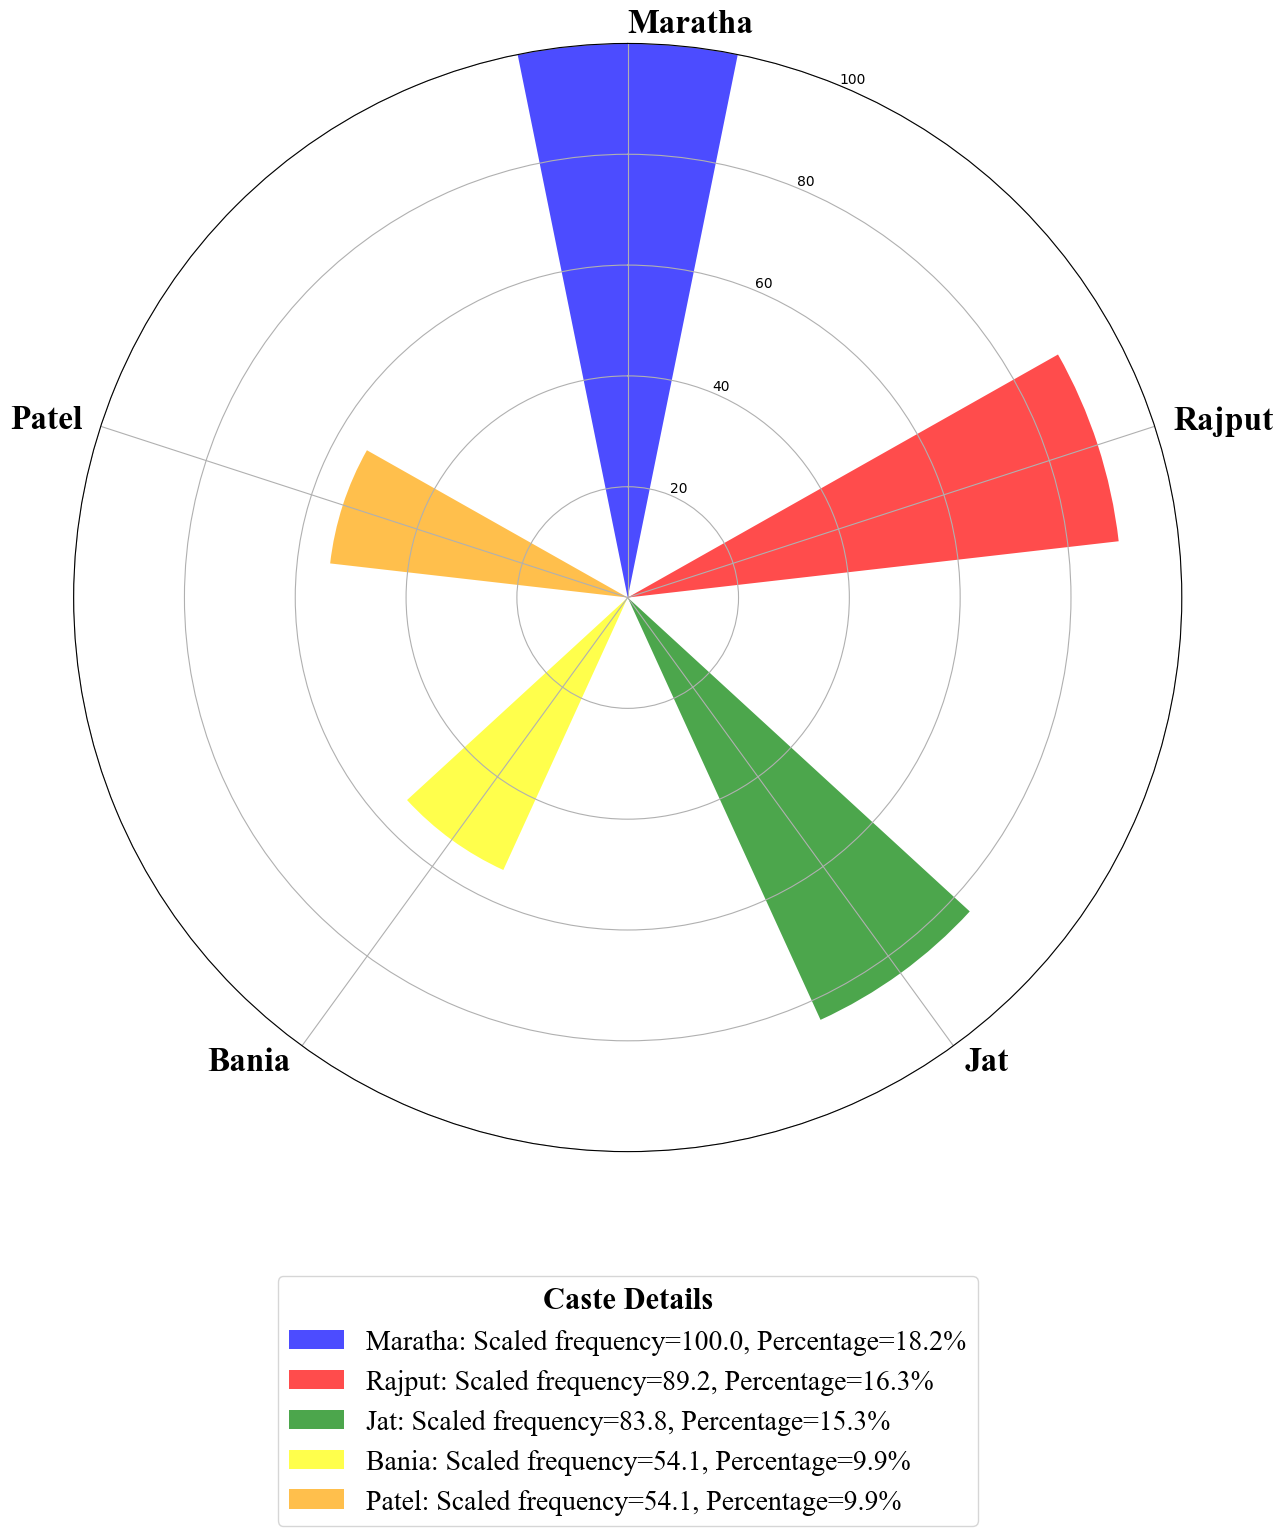 Maratha
100
80
60
Rajput
Patel
40
20
Bania
Jat
Caste Details
Maratha: Scaled frequency=100.0, Percentage=18.2%
Rajput: Scaled frequency=89.2, Percentage=16.3%
Jat: Scaled frequency=83.8, Percentage=15.3%
Bania: Scaled frequency=54.1, Percentage=9.9%
Patel: Scaled frequency=54.1, Percentage=9.9%